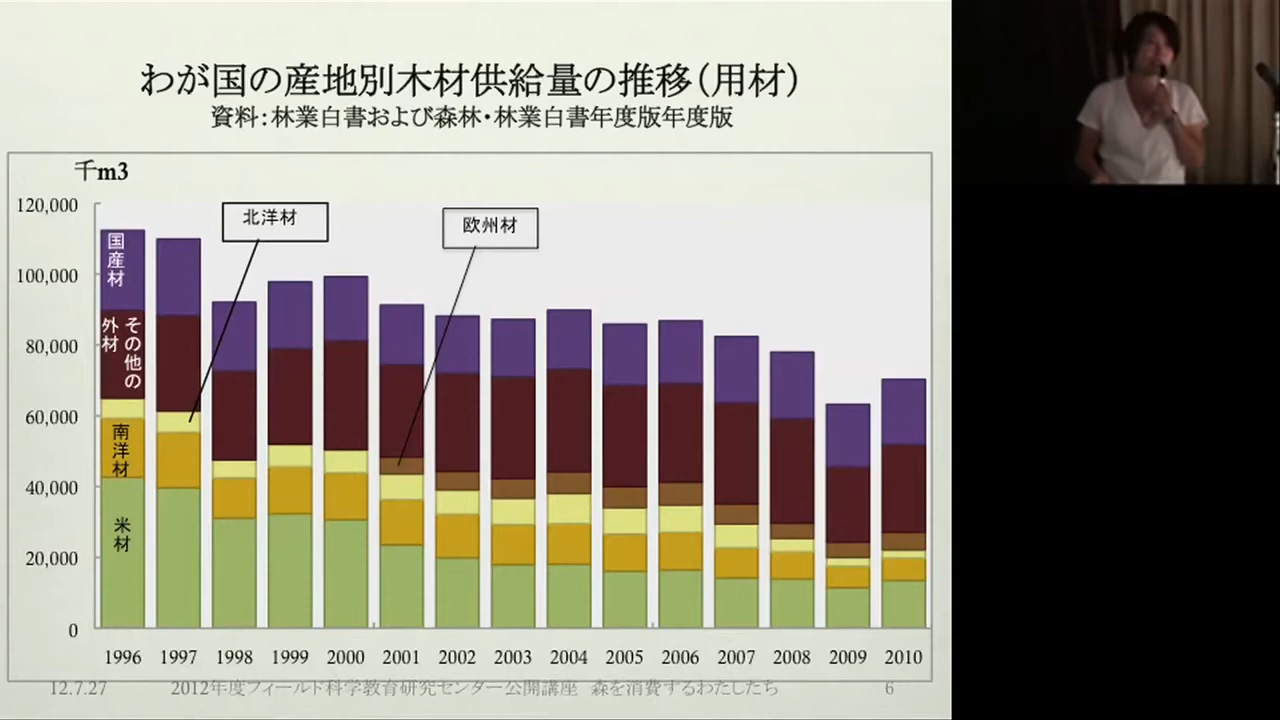 わが国の産地別木材供給量の推移（用材）
資料：林業白書および森林・林業白書年度版年度版
千m3
120,000
100,000
80,000
60,000
40,000
20,000
0
北洋材
欧州材
国産材
その他の
外材
南洋材
米材
1996 1997 1998 1999 2000 2001 2002 2003 2004 2005 2006 2007 2008 2009 2010
12.7.27 2012年度フィールド科学教育研究センター公開講座 森を消費するわたしたち 6